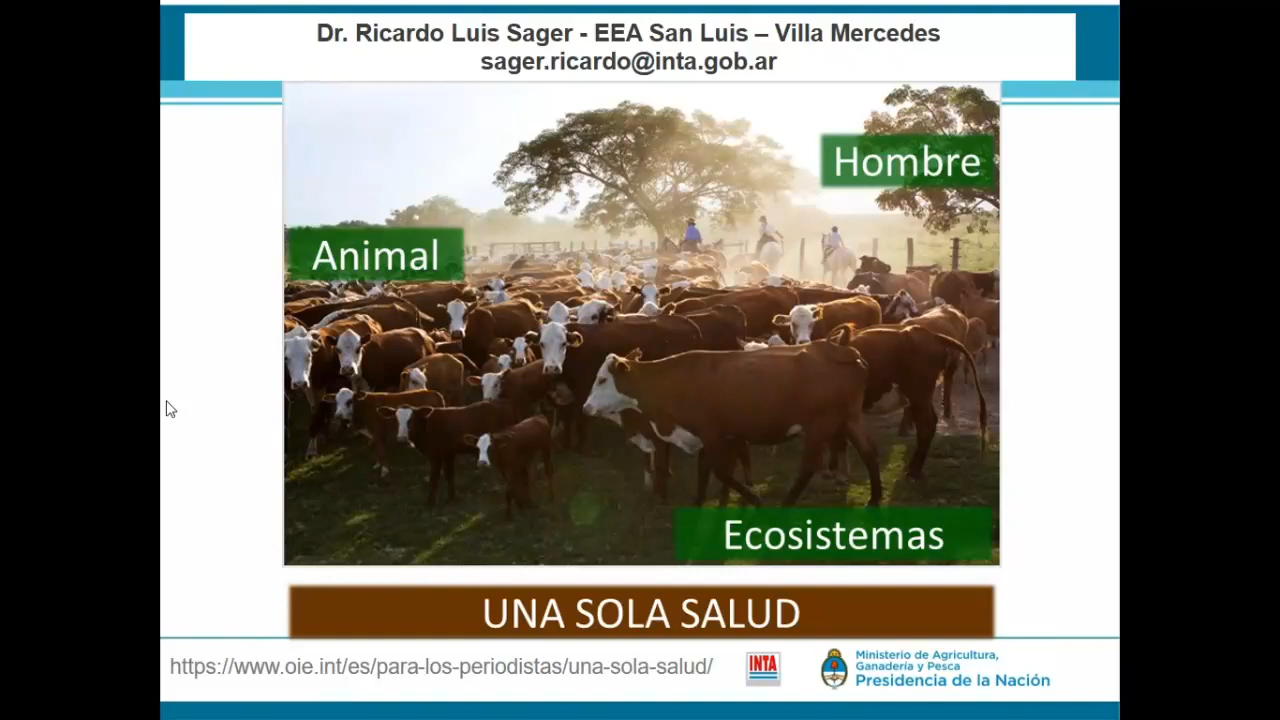 Dr. Ricardo Luis Sager - EEA San Luis – Villa Mercedes
sager.ricardo@inta.gob.ar
Hombre
Animal
Ecosistemas
UNA SOLA SALUD
https://www.oie.int/es/para-los-periodistas/una-sola-salud/
INTA
Ministerio de Agricultura,
Ganadería y Pesca
Presidencia de la Nación